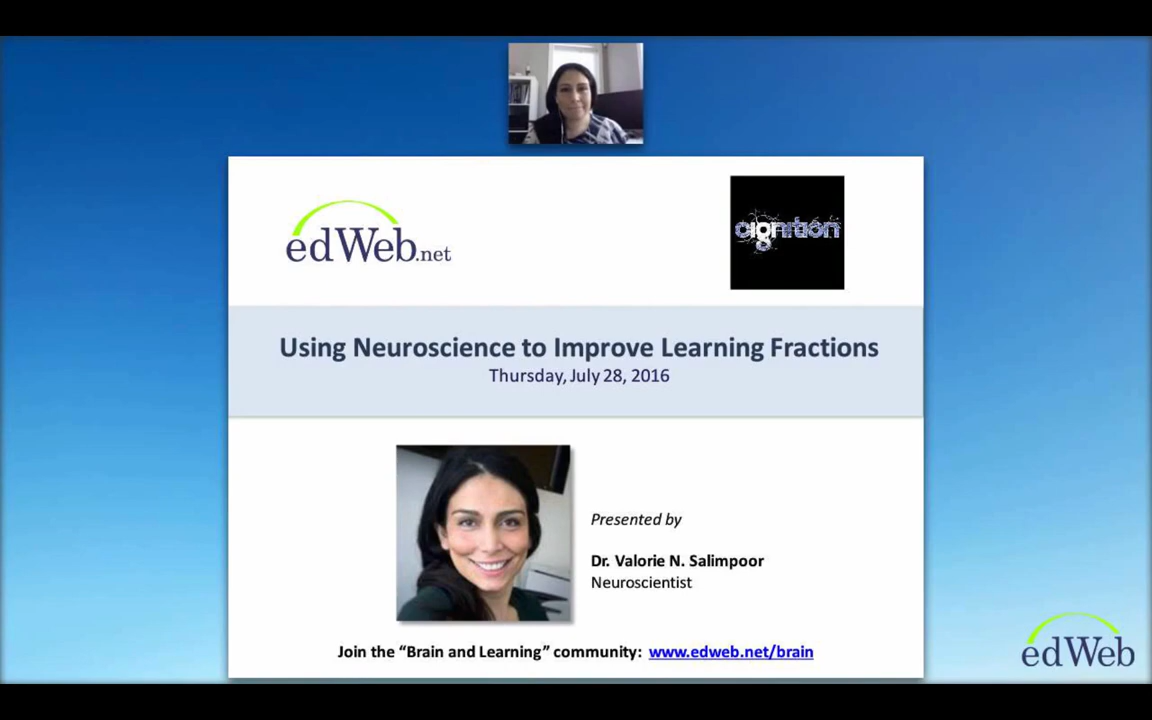 edWeb.net
cignition
Using Neuroscience to Improve Learning Fractions
Thursday, July 28, 2016
Presented by
Dr. Valorie N. Salimpoor
Neuroscientist
Join the “Brain and Learning” community: www.edweb.net/brain
edWeb